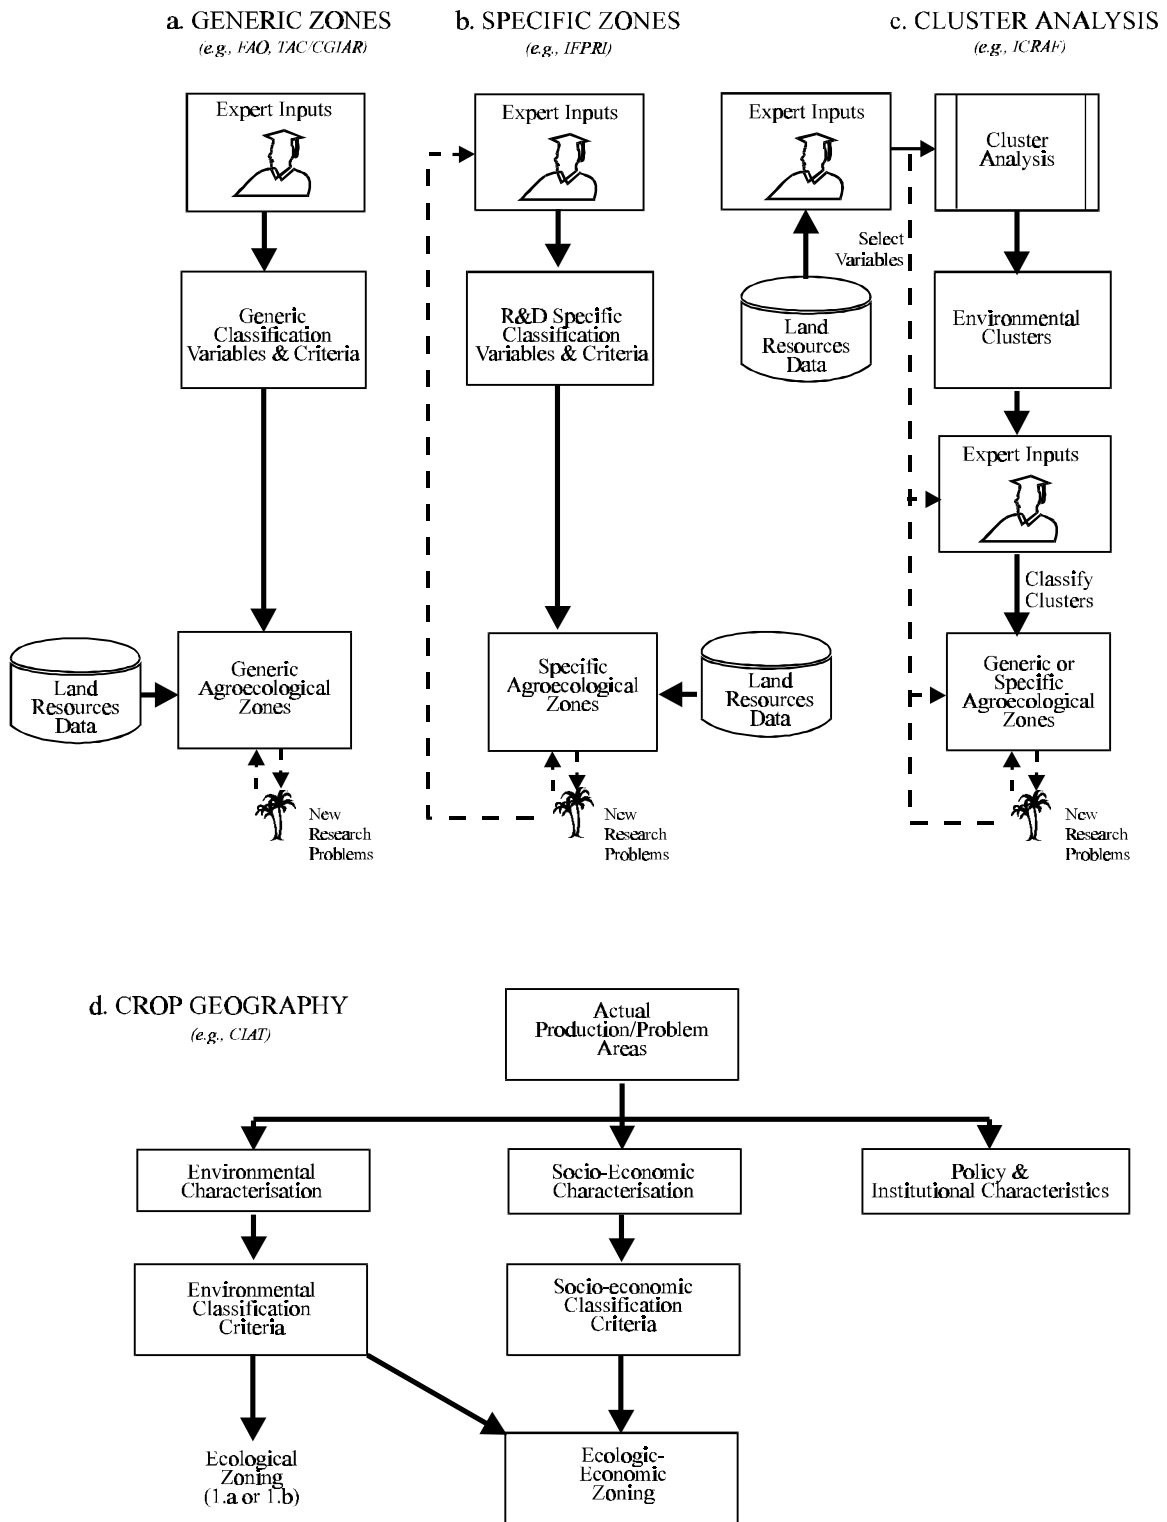 a. GENERIC ZONES
(e.g., FAO, TAC/CGIAR)
Expert Inputs
Generic
Classification
Variables & Criteria
Land
Resources
Data
Generic
Agroecological
Zones
New
Research
Problems
b. SPECIFIC ZONES
(e.g., IFPRI)
Expert Inputs
R&D Specific
Classification
Variables & Criteria
Specific
Agroecological
Zones
Land
Resources
Data
New
Research
Problems
c. CLUSTER ANALYSIS
(e.g., ICRAF)
Expert Inputs
Select
Variables
Land
Resources
Data
Cluster
Analysis
Environmental
Clusters
Expert Inputs
Classify
Clusters
Generic or
Specific
Agroecological
Zones
New
Research
Problems
d. CROP GEOGRAPHY
(e.g., CIAT)
Actual
Production/Problem
Areas
Environmental
Characterisation
Socio-Economic
Characterisation
Policy &
Institutional Characteristics
Environmental
Classification
Criteria
Socio-economic
Classification
Criteria
Ecological
Zoning
(1.a or 1.b)
Ecologic-
Economic
Zoning